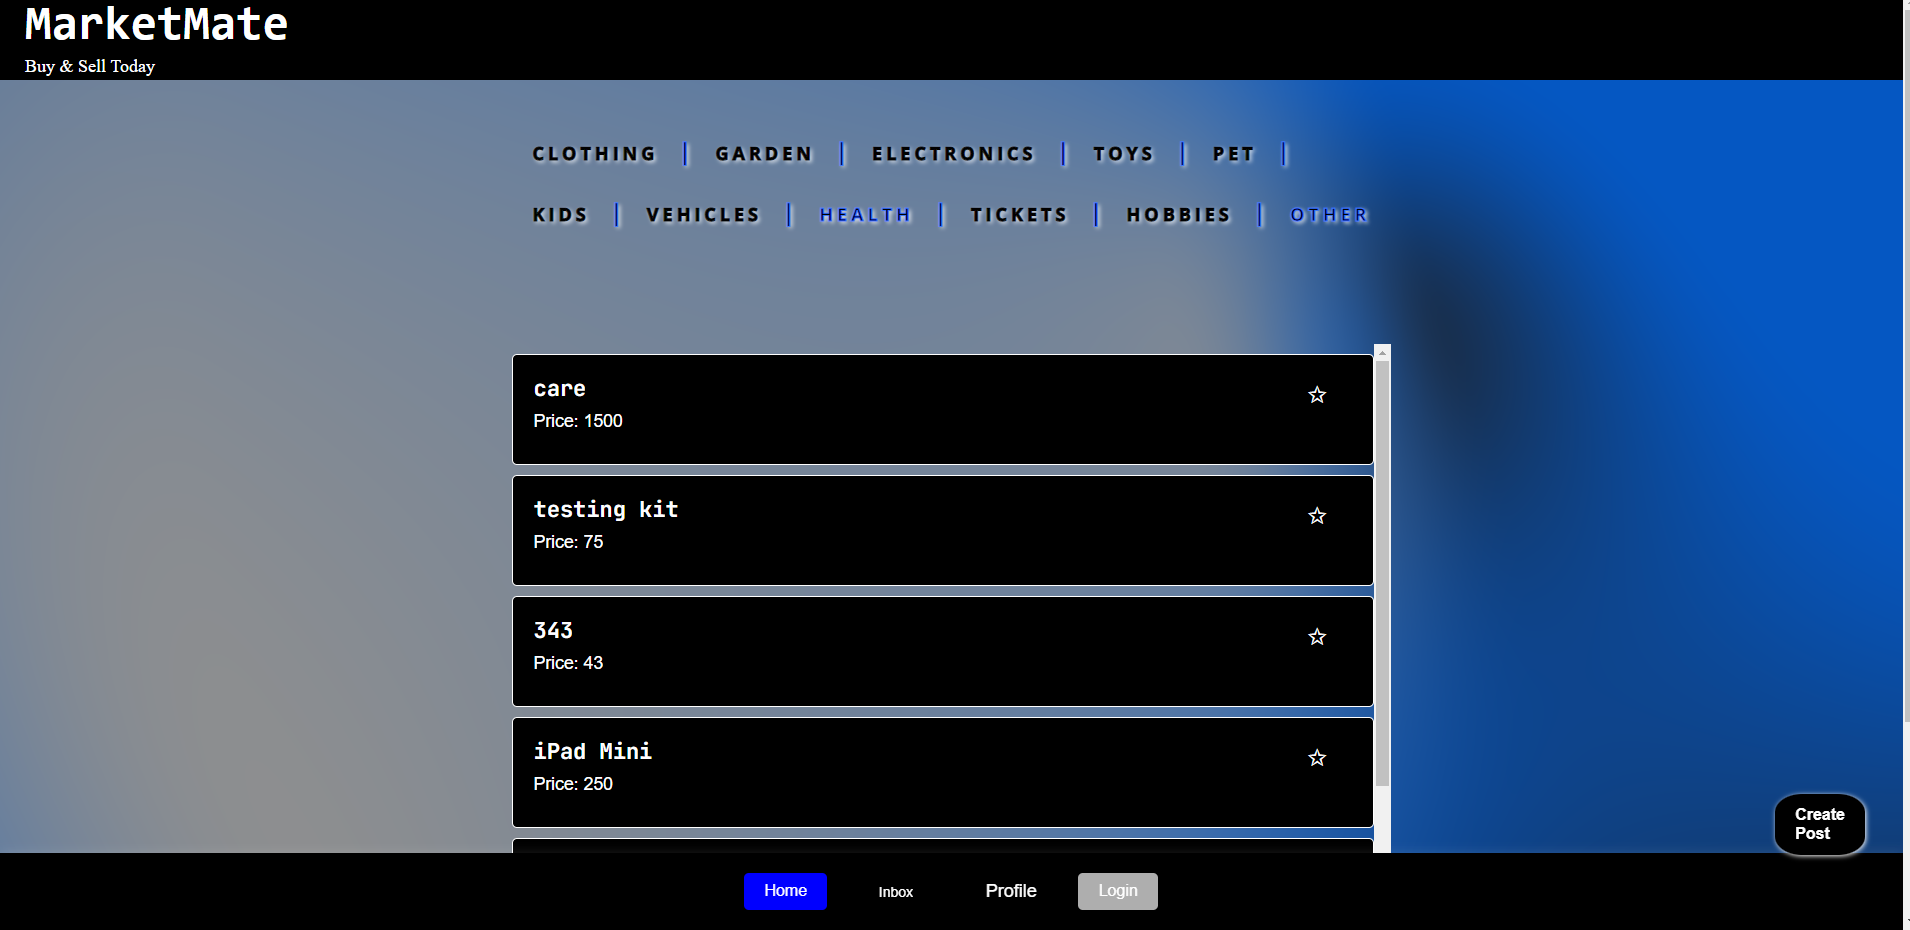 MarketMate
Buy & Sell Today
CLOTHING | GARDEN | ELECTRONICS | TOYS | PET |
KIDS | VEHICLES | HEALTH | TICKETS | HOBBIES | OTHER
care
Price: 1500
testing kit
Price: 75
343
Price: 43
iPad Mini
Price: 250
Create
Post
Home Inbox Profile Login